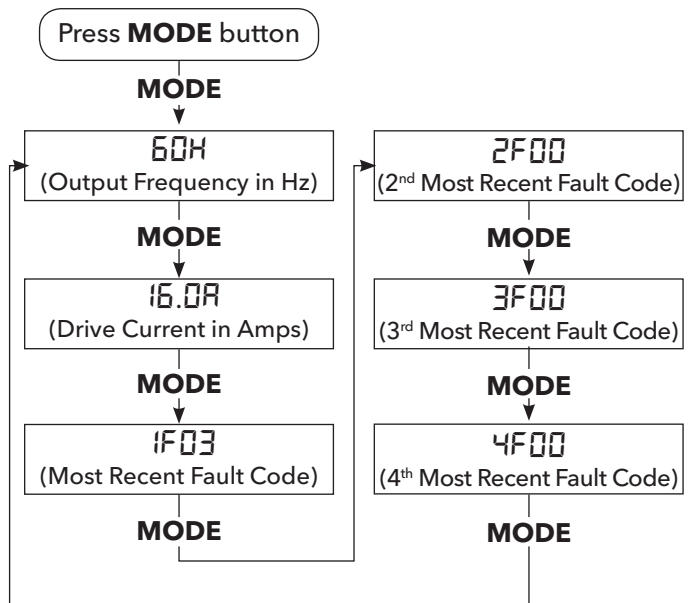 Press MODE button
MODE
60H
(Output Frequency in Hz)
MODE
16.0A
(Drive Current in Amps)
MODE
1F03
(Most Recent Fault Code)
MODE
2F00
(2nd Most Recent Fault Code)
MODE
3F00
(3rd Most Recent Fault Code)
MODE
4F00
(4th Most Recent Fault Code)
MODE